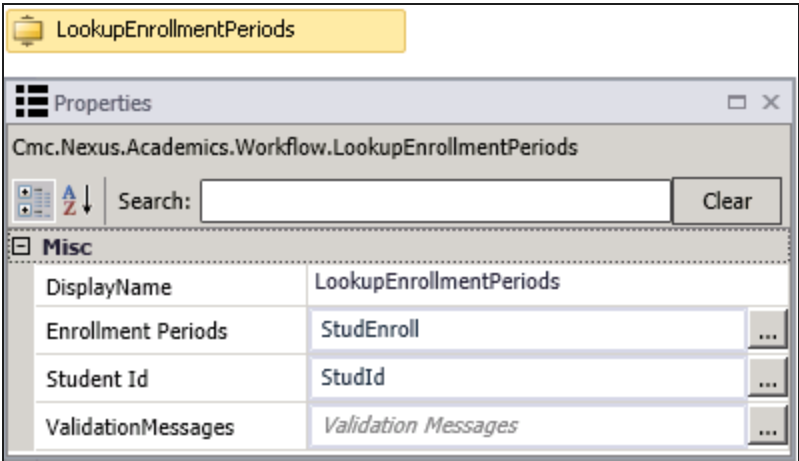 LookupEnrollmentPeriods
Properties
Cmc.Nexus.Academics.Workflow.LookupEnrollmentPeriods
A Z Search: Clear
Misc
DisplayName LookupEnrollmentPeriods
Enrollment Periods StudEnroll ...
Student Id StudId ...
ValidationMessages Validation Messages ...